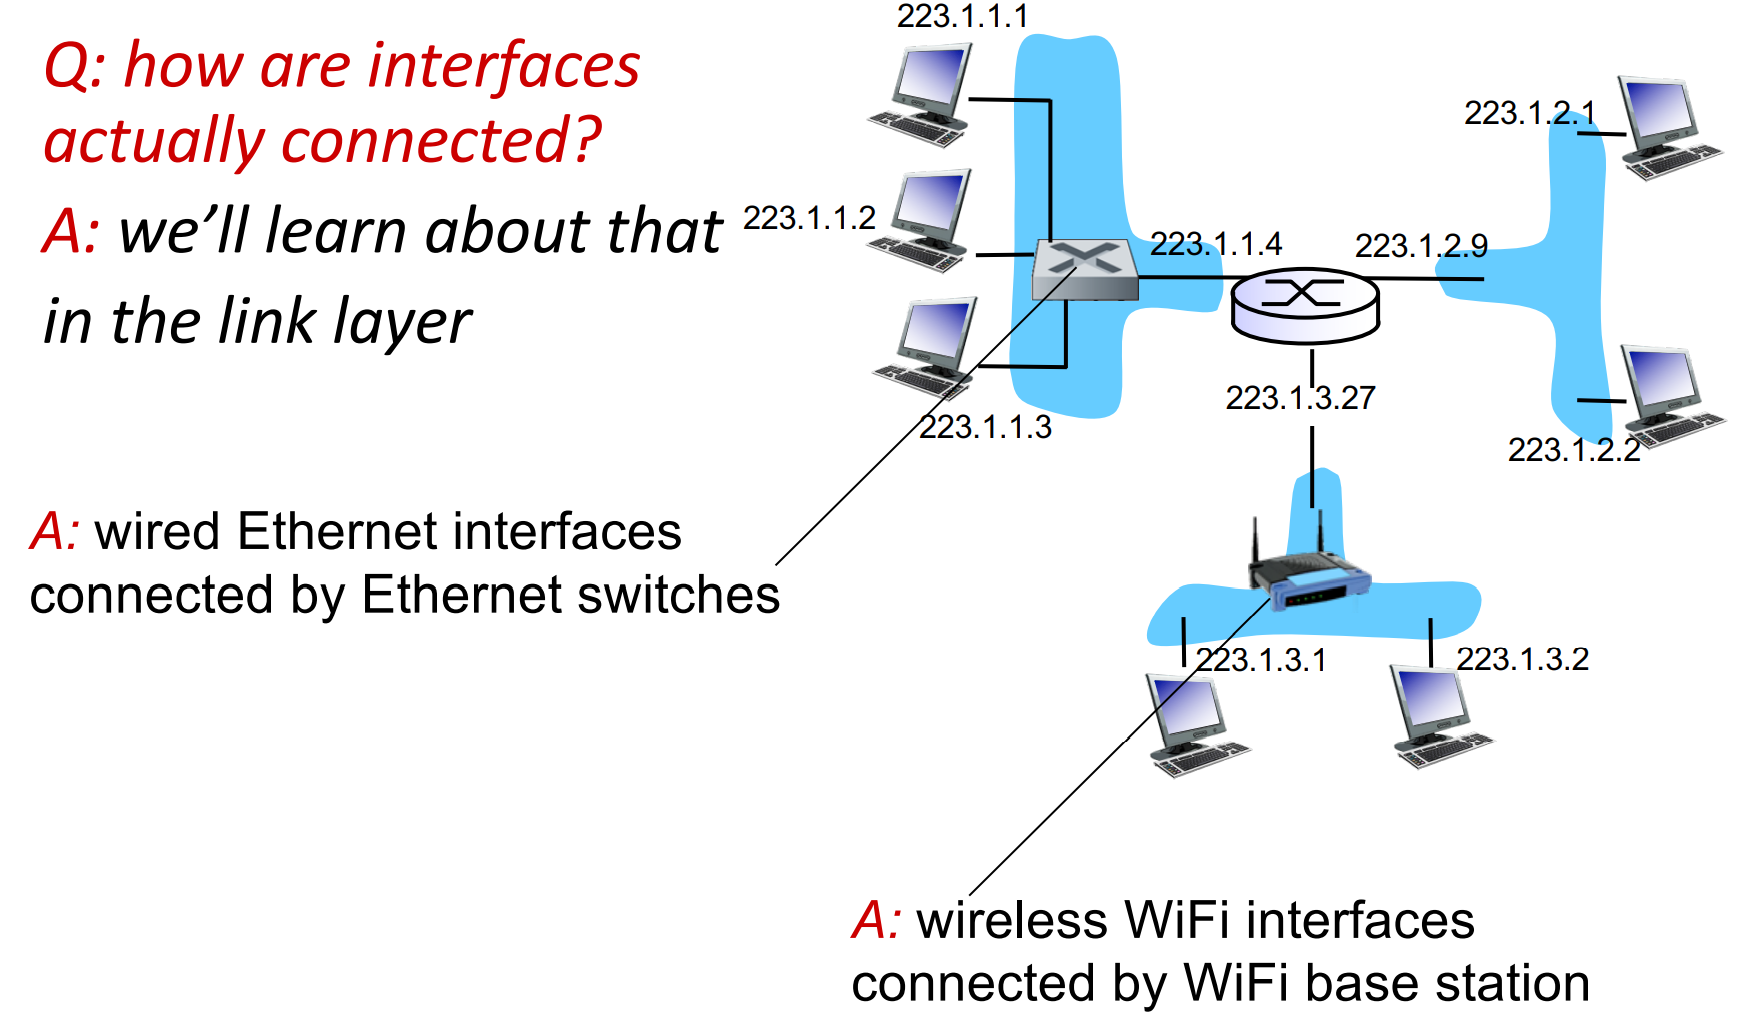 Q: how are interfaces
actually connected?
A: we’ll learn about that
in the link layer
A: wired Ethernet interfaces
connected by Ethernet switches
223.1.1.1
223.1.1.2
223.1.1.3
223.1.1.4
223.1.2.9
223.1.2.1
223.1.2.2
223.1.3.27
223.1.3.1
223.1.3.2
A: wireless WiFi interfaces
connected by WiFi base station